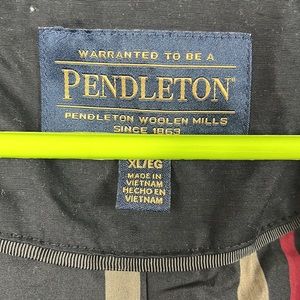 WARRANTED TO BE A
PENDLETON®
PENDLETON WOOLEN MILLS
SINCE 1863
XL/EG
MADE IN
VIETNAM
HECHO EN
VIETNAM